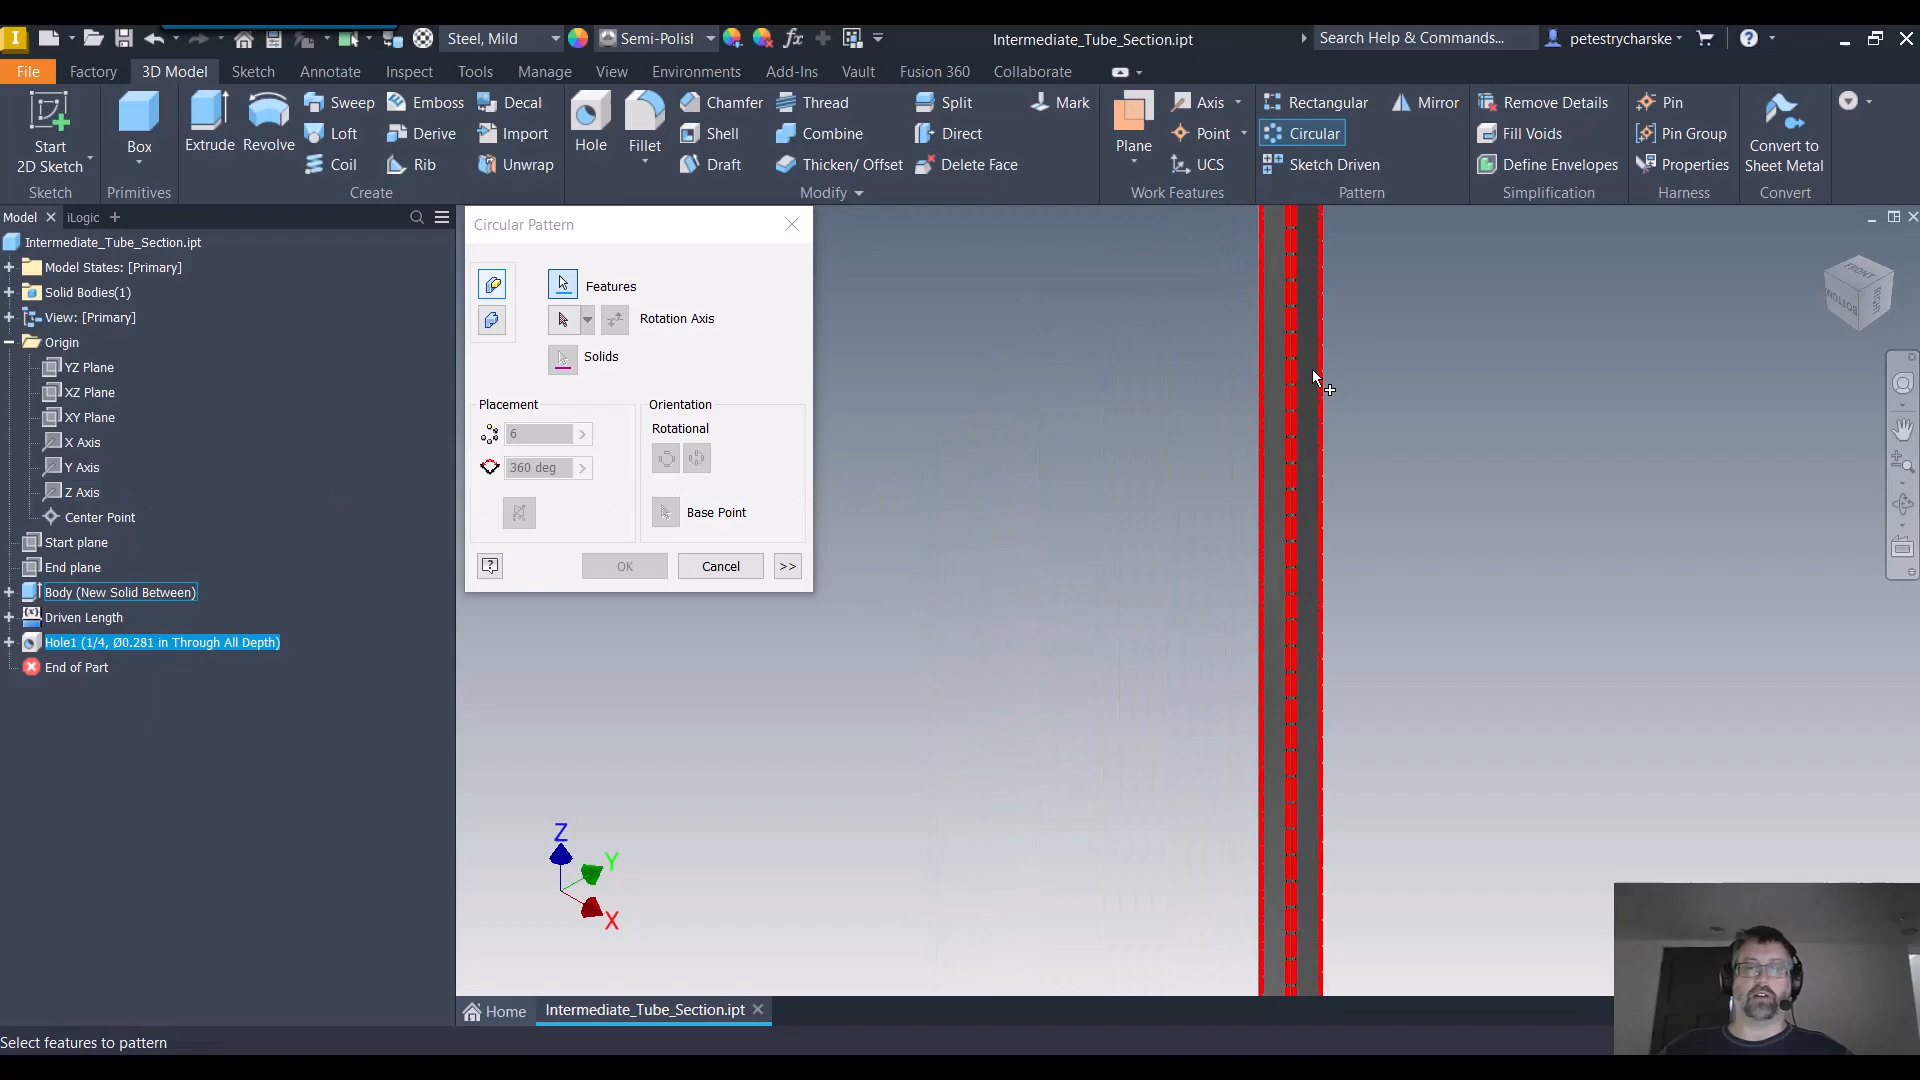 Steel, Mild
Semi-Polish
fx
Intermediate_Tube_Section.ipt
Search Help & Commands...
petestrycharske
File
Factory
3D Model
Sketch
Annotate
Inspect
Tools
Manage
View
Environments
Add-Ins
Vault
Fusion 360
Collaborate
Start
2D Sketch
Sketch
Box
Primitives
Extrude
Revolve
Sweep
Loft
Coil
Emboss
Derive
Rib
Decal
Import
Unwrap
Create
Hole
Fillet
Chamfer
Shell
Draft
Thread
Combine
Thicken/ Offset
Split
Direct
Delete Face
Mark
Modify
Plane
Axis
Point
UCS
Work Features
Rectangular
Circular
Sketch Driven
Mirror
Pattern
Remove Details
Fill Voids
Define Envelopes
Simplification
Pin
Pin Group
Properties
Harness
Convert to
Sheet Metal
Convert
Model
iLogic
Intermediate_Tube_Section.ipt
Model States: [Primary]
Solid Bodies(1)
View: [Primary]
Origin
YZ Plane
XZ Plane
XY Plane
X Axis
Y Axis
Z Axis
Center Point
Start plane
End plane
Body (New Solid Between)
Driven Length
Hole1 (1/4, Ø0.281 in Through All Depth)
End of Part
Circular Pattern
Features
Rotation Axis
Solids
Placement
6
360 deg
Orientation
Rotational
Base Point
OK
Cancel
>>
FRONT
BOTTOM
RIGHT
Z
Y
X
Home
Intermediate_Tube_Section.ipt
Select features to pattern